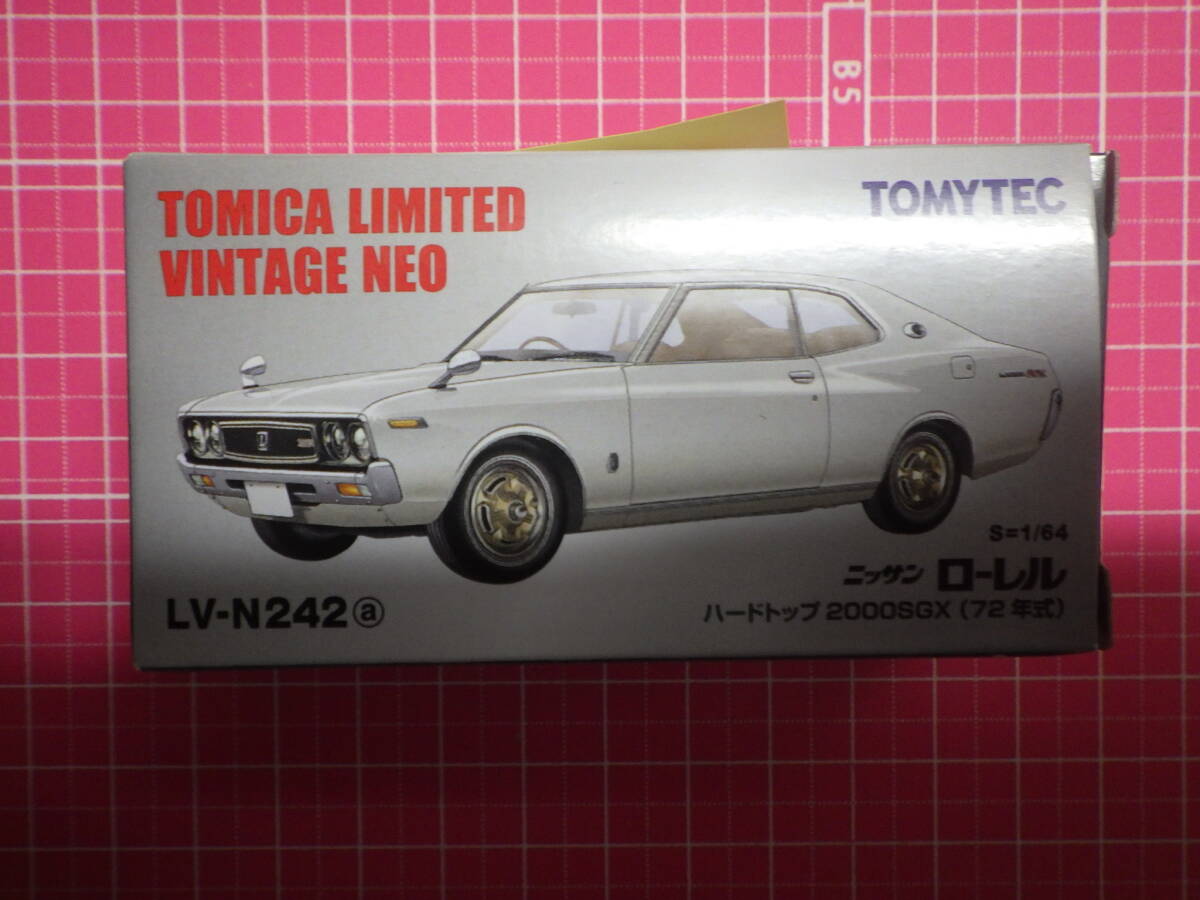 B5
TOMICA LIMITED
VINTAGE NEO
TOMYTEC
S=1/64
ニッサン ローレル
ハードトップ 2000SGX (72年式)
LV-N242ⓐ